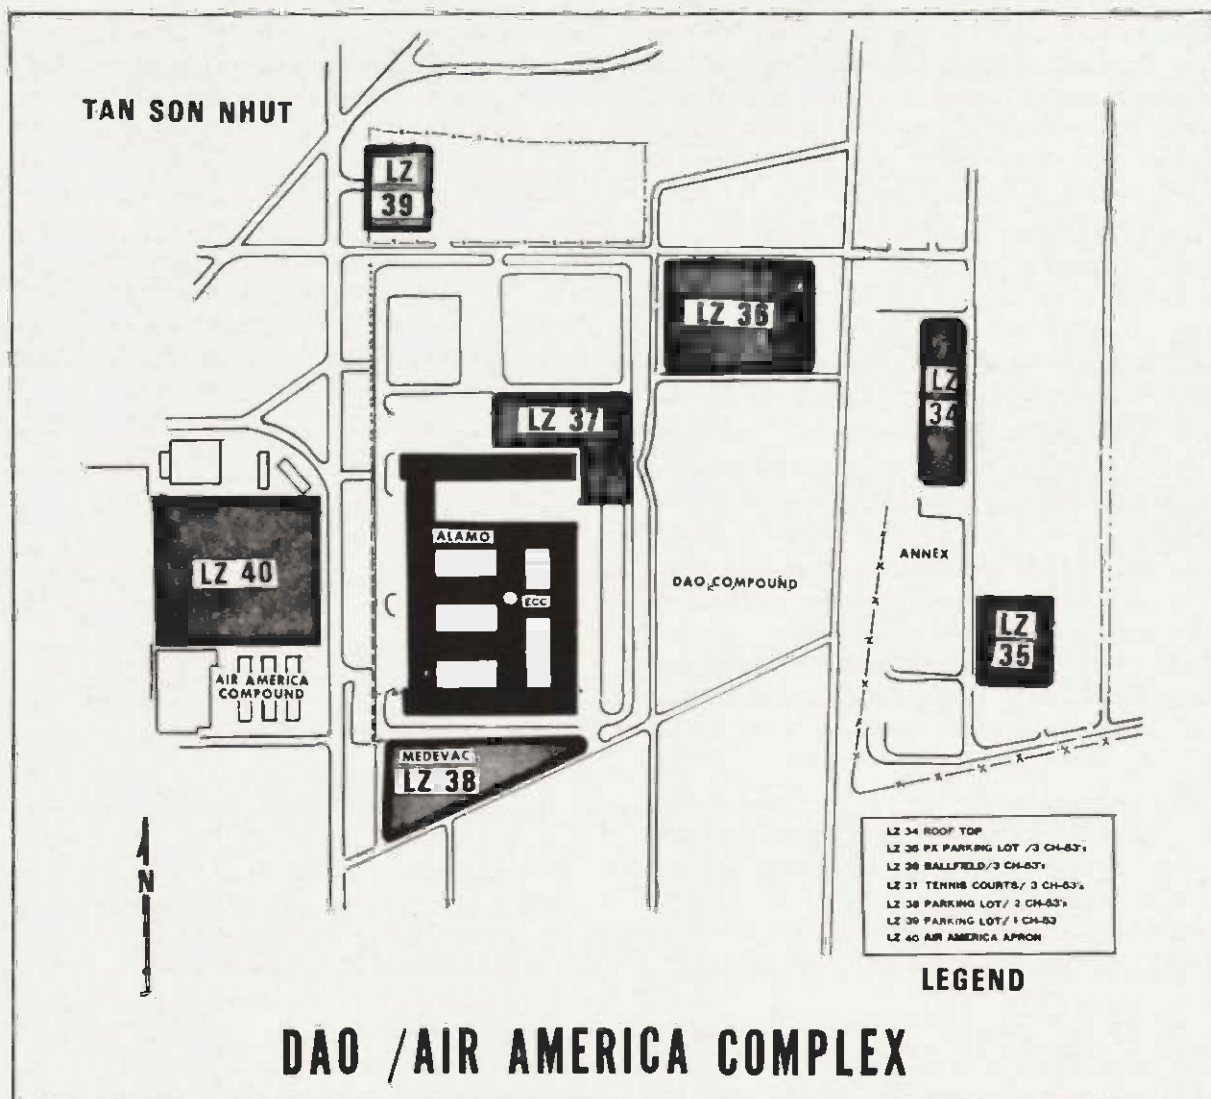 TAN SON NHUT
LZ
39
LZ 36
LZ
34
LZ 37
LZ 40
ALAMO
ECC
DAO COMPOUND
ANNEX
LZ
35
AIR AMERICA
COMPOUND
MEDEVAC
LZ 38
N
LZ 34 ROOF TOP
LZ 35 PX PARKING LOT /3 CH-53's
LZ 36 BALLFIELD/3 CH-53's
LZ 37 TENNIS COURTS/ 3 CH-53's
LZ 38 PARKING LOT/ 2 CH-53's
LZ 39 PARKING LOT/ 1 CH-53
LZ 40 AIR AMERICA APRON
LEGEND
DAO /AIR AMERICA COMPLEX